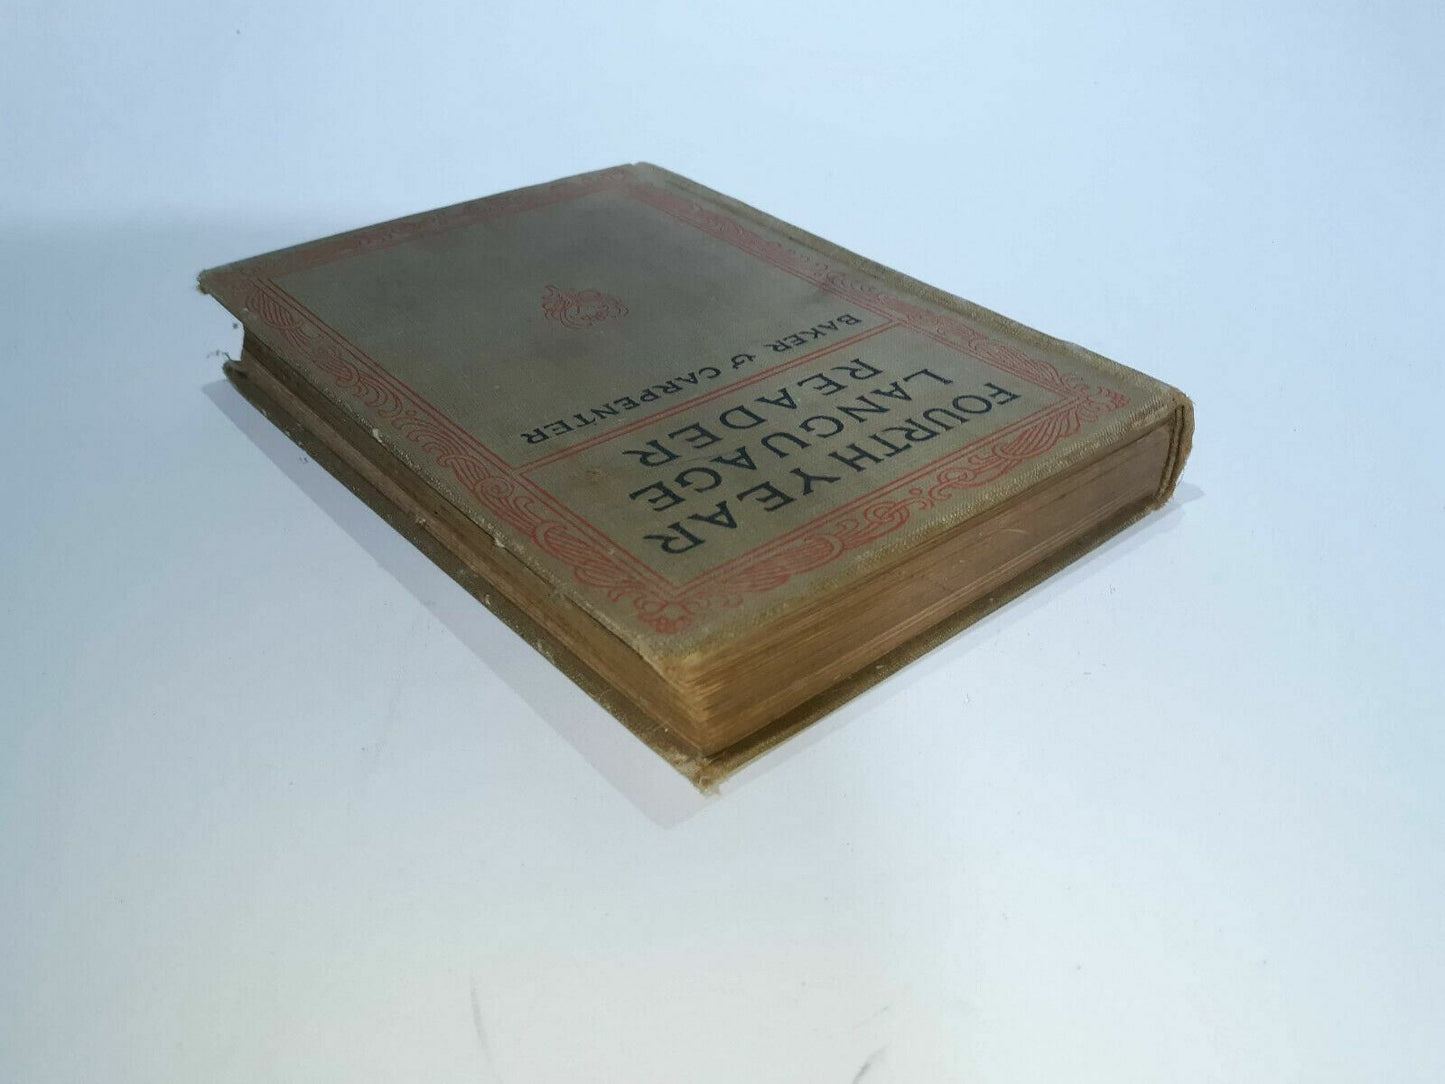 FOURTH YEAR
LANGUAGE
READER
BAKER & CARPENTER